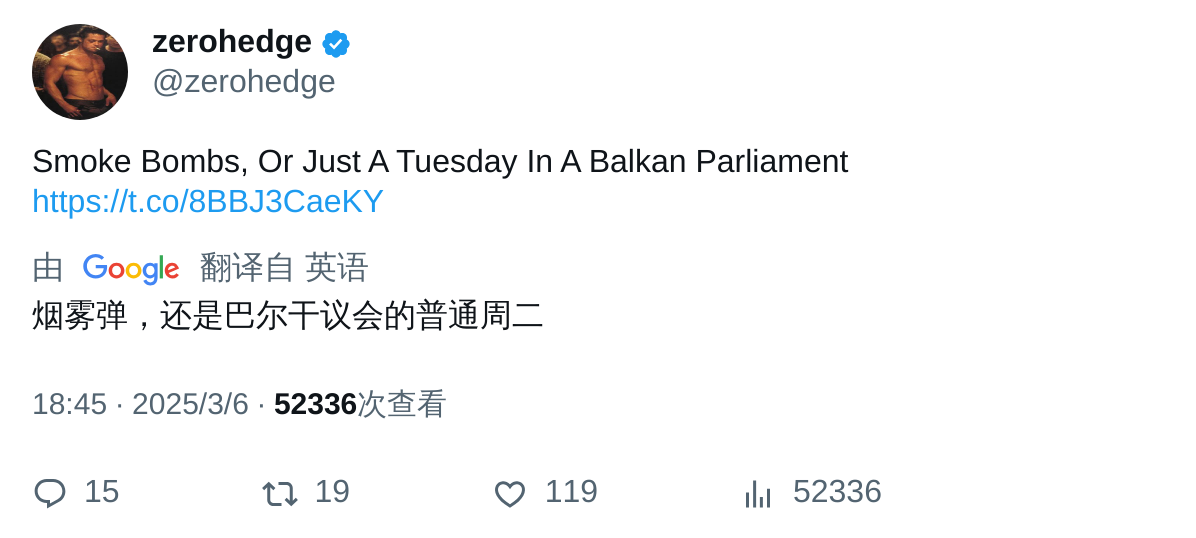 zerohedge
@zerohedge
Smoke Bombs, Or Just A Tuesday In A Balkan Parliament
https://t.co/8BBJ3CaeKY
由 Google 翻译自 英语
烟雾弹，还是巴尔干议会的普通周二
18:45 · 2025/3/6 · 52336次查看
15 19 119 52336